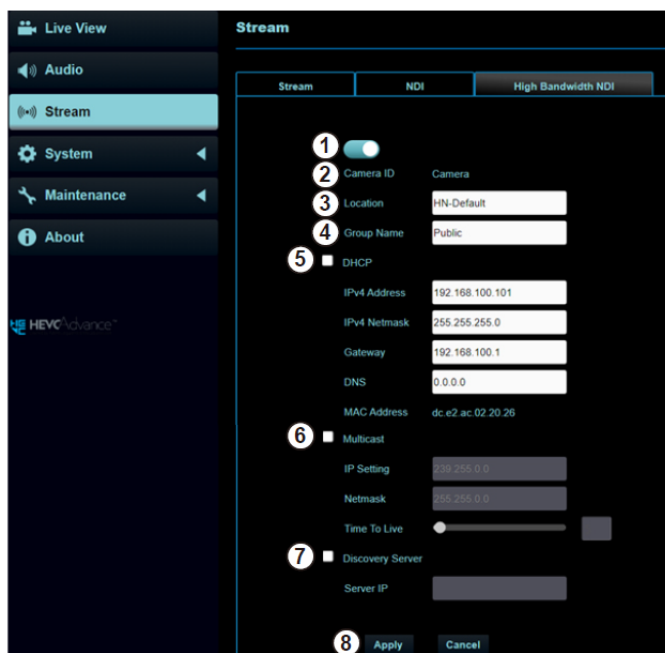 Live View
Stream
Audio
Stream NDI High Bandwidth NDI
Stream
System
Maintenance
About
HEVC Advance™
1
2 Camera ID Camera
3 Location HN-Default
4 Group Name Public
5 DHCP
IPv4 Address 192.168.100.101
IPv4 Netmask 255.255.255.0
Gateway 192.168.100.1
DNS 0.0.0.0
MAC Address dc.e2.ac.02.20.26
6 Multicast
IP Setting 239.255.0.0
Netmask 255.255.0.0
Time To Live
7 Discovery Server
Server IP
8 Apply Cancel